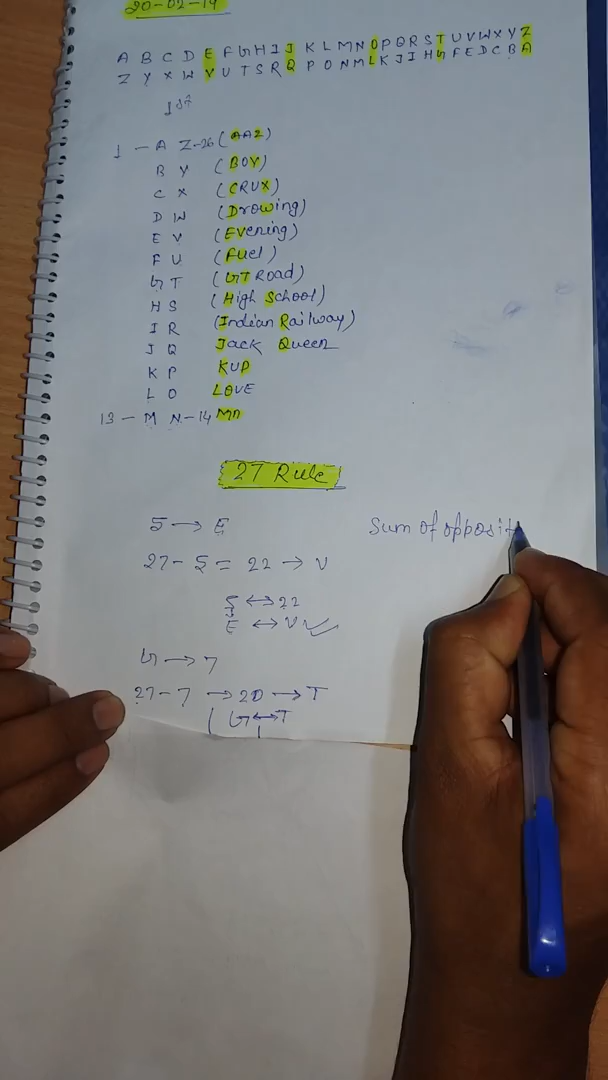 20-02-19
A B C D E F G H I J K L M N O P Q R S T U V W X Y Z
Z Y X W V U T S R Q P O N M L K J I H G F E D C B A
1 - A Z-26 (AAZ)
B Y (BOY)
C X (CRUX)
D W (Drowing)
E V (Evening)
F U (Fuel)
G T (GT Road)
H S (High School)
I R (Indian Railway)
J Q Jack Queen
K P KUP
L O LOVE
13 - M N-14 Mn
27 Rule
5 → E
27 - 5 = 22 → V
5 ↔ 22
E ↔ V
G → 7
27 - 7 → 20 → T
G ↔ T
Sum of opposit